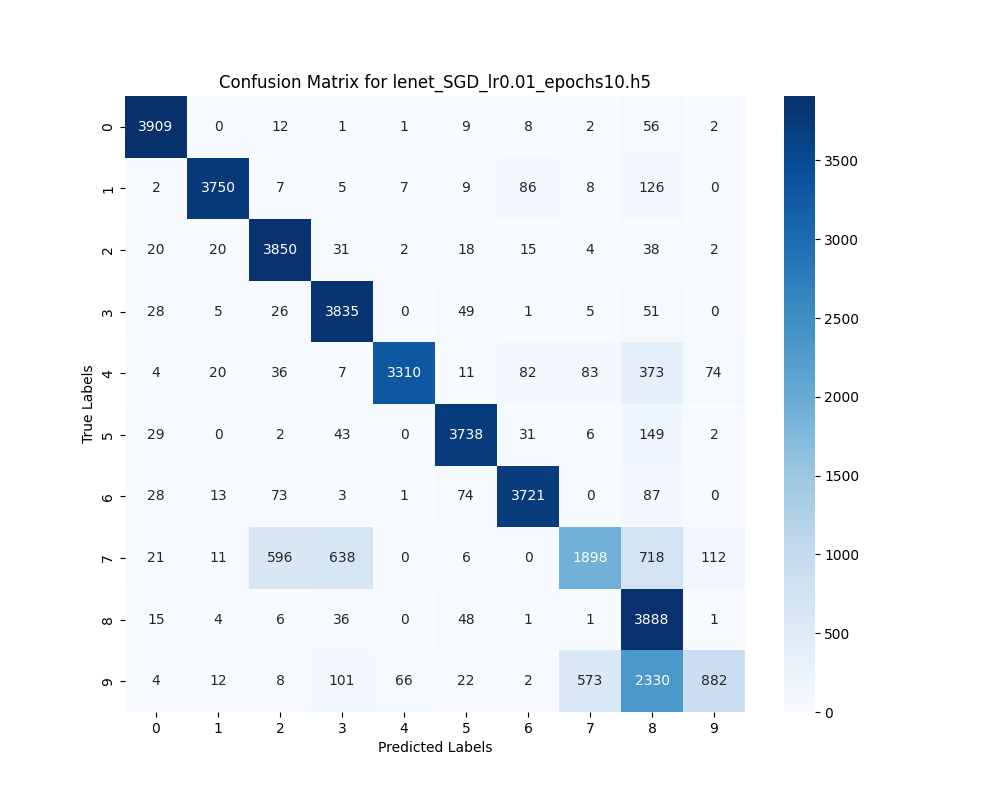 Confusion Matrix for lenet_SGD_lr0.01_epochs10.h5
0 3909 0 12 1 1 9 8 2 56 2
1 2 3750 7 5 7 9 86 8 126 0
2 20 20 3850 31 2 18 15 4 38 2
3 28 5 26 3835 0 49 1 5 51 0
4 4 20 36 7 3310 11 82 83 373 74
5 29 0 2 43 0 3738 31 6 149 2
6 28 13 73 3 1 74 3721 0 87 0
7 21 11 596 638 0 6 0 1898 718 112
8 15 4 6 36 0 48 1 1 3888 1
9 4 12 8 101 66 22 2 573 2330 882
0 1 2 3 4 5 6 7 8 9
True Labels
Predicted Labels
3500
3000
2500
2000
1500
1000
500
0